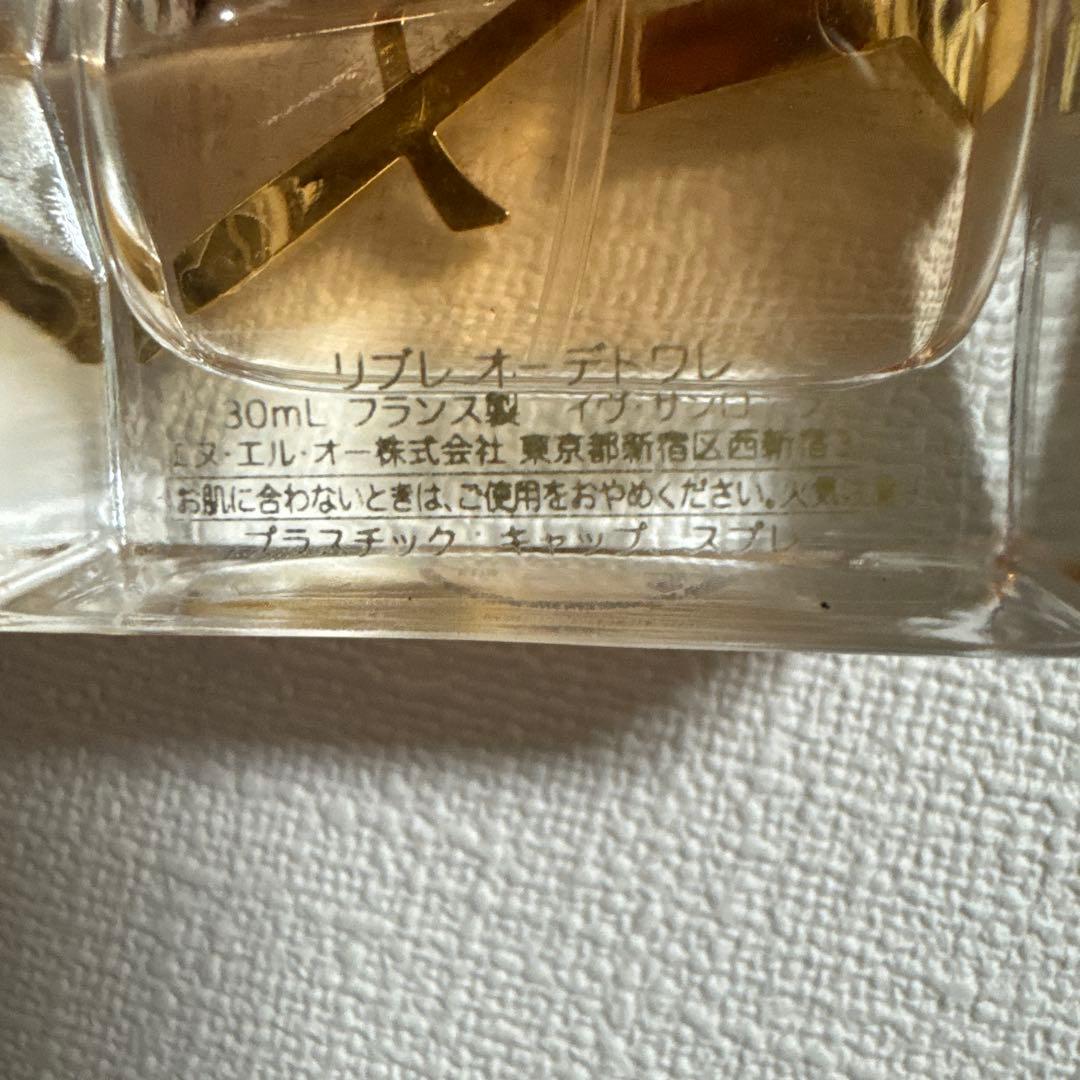 リブレ オー デトワレ
30mL フランス製 イヴ・サンロ
エヌ・エル・オー株式会社 東京都新宿区西新宿3
お肌に合わないときは、ご使用をおやめください。火気
プラスチック:キャップ スプレ